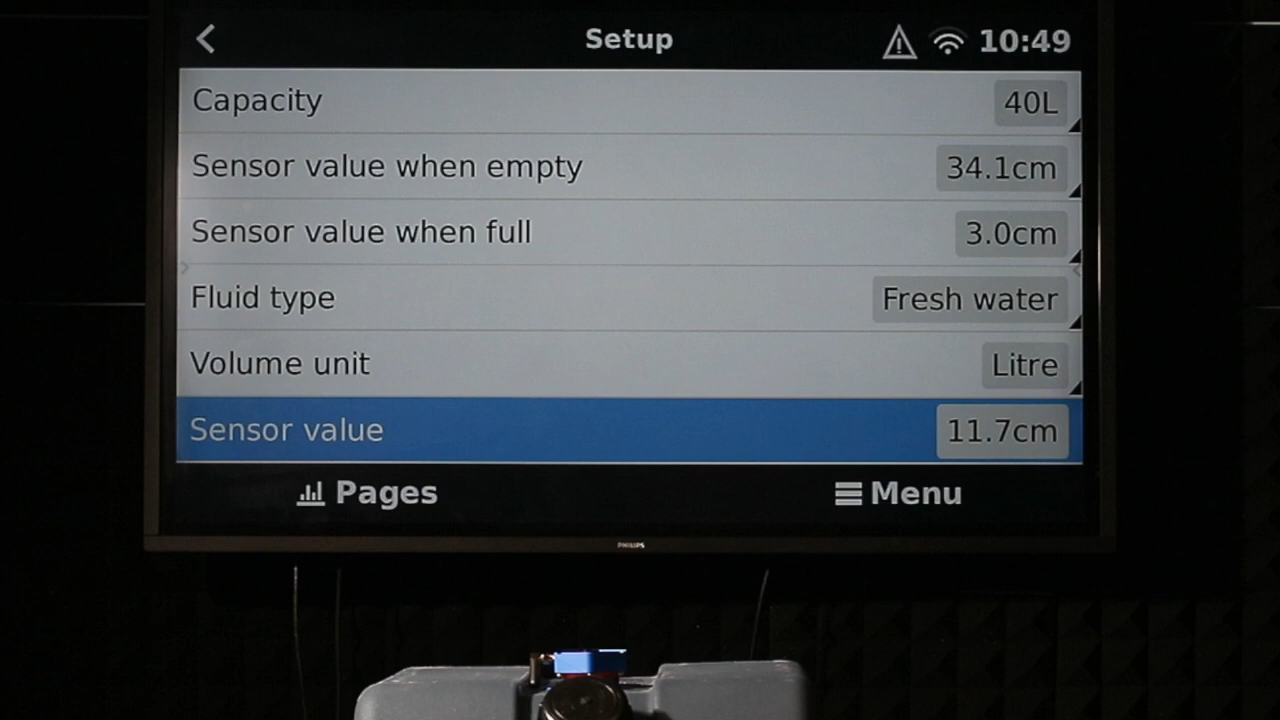 Setup
10:49
Capacity
40L
Sensor value when empty
34.1cm
Sensor value when full
3.0cm
Fluid type
Fresh water
Volume unit
Litre
Sensor value
11.7cm
Pages
Menu
PHILIPS